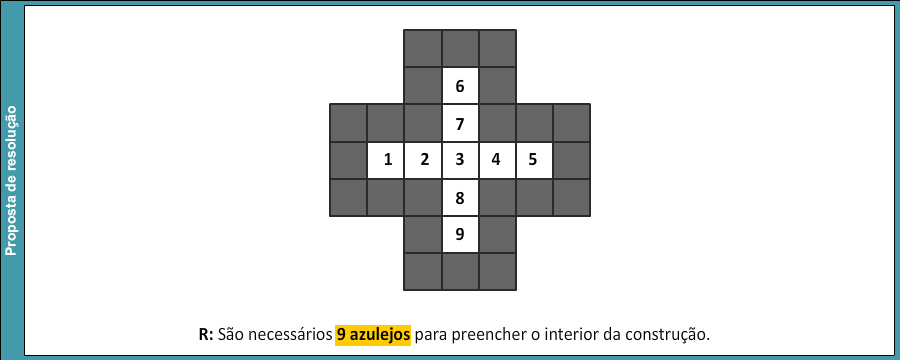 Proposta de resolução
6
7
1 2 3 4 5
8
9
R: São necessários 9 azulejos para preencher o interior da construção.